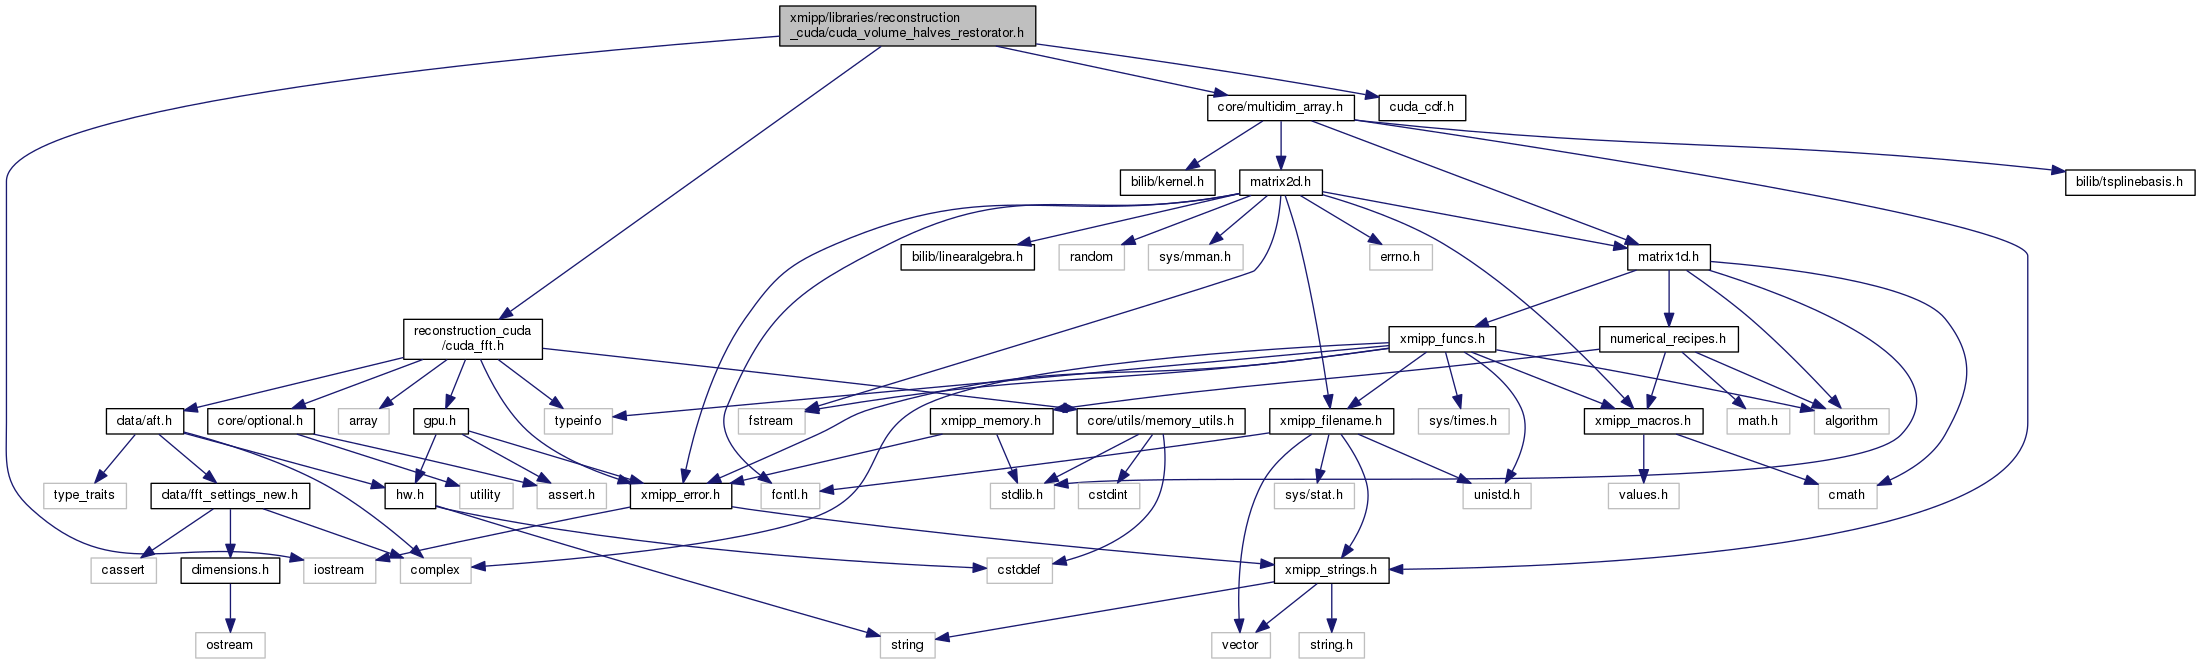 xmipp/libraries/reconstruction
_cuda/cuda_volume_halves_restorator.h
core/multidim_array.h
cuda_cdf.h
bilib/kernel.h
matrix2d.h
bilib/tsplinebasis.h
bilib/linearalgebra.h
random
sys/mman.h
errno.h
matrix1d.h
reconstruction_cuda
/cuda_fft.h
xmipp_funcs.h
numerical_recipes.h
data/aft.h
core/optional.h
array
gpu.h
typeinfo
fstream
xmipp_memory.h
core/utils/memory_utils.h
xmipp_filename.h
sys/times.h
xmipp_macros.h
math.h
algorithm
type_traits
data/fft_settings_new.h
hw.h
utility
assert.h
xmipp_error.h
fcntl.h
stdlib.h
cstdint
sys/stat.h
unistd.h
values.h
cmath
cassert
dimensions.h
iostream
complex
cstddef
xmipp_strings.h
ostream
string
vector
string.h